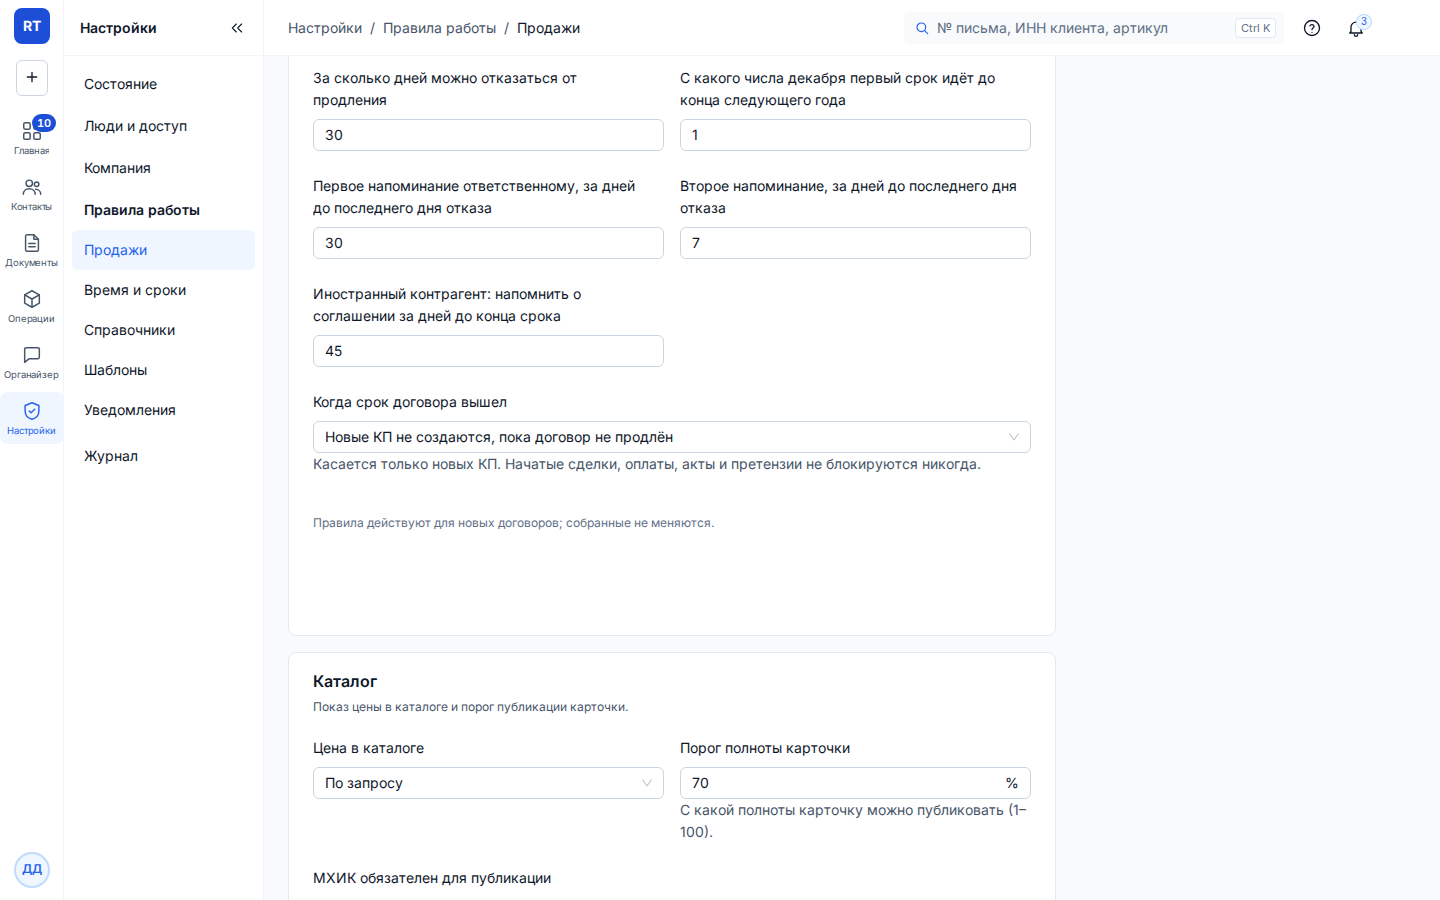 RT
Настройки
Настройки / Правила работы / Продажи
№ письма, ИНН клиента, артикул
Ctrl K
3
10
Главная
Контакты
Документы
Операции
Органайзер
Настройки
ДД
Состояние
Люди и доступ
Компания
Правила работы
Продажи
Время и сроки
Справочники
Шаблоны
Уведомления
Журнал
За сколько дней можно отказаться от
продления
30
С какого числа декабря первый срок идёт до
конца следующего года
1
Первое напоминание ответственному, за дней
до последнего дня отказа
30
Второе напоминание, за дней до последнего дня
отказа
7
Иностранный контрагент: напомнить о
соглашении за дней до конца срока
45
Когда срок договора вышел
Новые КП не создаются, пока договор не продлён
Касается только новых КП. Начатые сделки, оплаты, акты и претензии не блокируются никогда.
Правила действуют для новых договоров; собранные не меняются.
Каталог
Показ цены в каталоге и порог публикации карточки.
Цена в каталоге
По запросу
Порог полноты карточки
70 %
С какой полноты карточку можно публиковать (1–
100).
МХИК обязателен для публикации